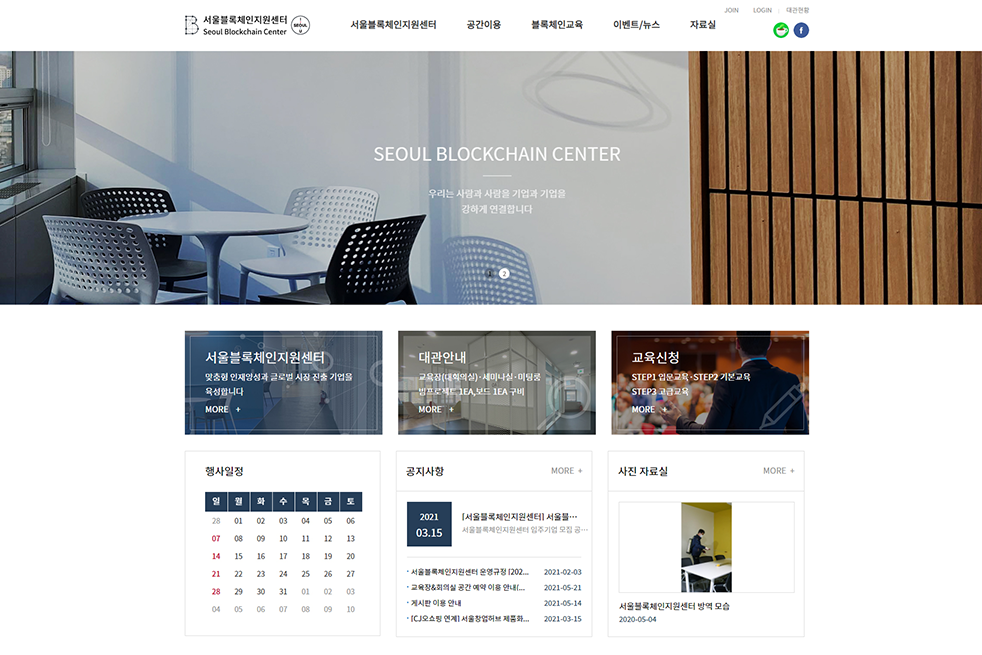 JOIN LOGIN 대관현황
서울블록체인지원센터
Seoul Blockchain Center
I
SEOUL
U
서울블록체인지원센터 공간이용 블록체인교육 이벤트/뉴스 자료실
SEOUL BLOCKCHAIN CENTER
우리는 사람과 사람을 기업과 기업을
강하게 연결합니다
1 2
서울블록체인지원센터
맞춤형 인재양성과 글로벌 시장 진출 기업을
육성합니다
MORE +
대관안내
교육장(대회의실)·세미나실·미팅룸
빔프로젝트 1EA,보드 1EA 구비
MORE +
교육신청
STEP1 입문교육·STEP2 기본교육
STEP3 고급교육
MORE +
행사일정
일 월 화 수 목 금 토
28 01 02 03 04 05 06
07 08 09 10 11 12 13
14 15 16 17 18 19 20
21 22 23 24 25 26 27
28 29 30 31 01 02 03
04 05 06 07 08 09 10
공지사항 MORE +
2021
03.15
[서울블록체인지원센터] 서울블…
서울블록체인지원센터 입주기업 모집 공…
· 서울블록체인지원센터 운영규정 [202... 2021-02-03
· 교육장&회의실 공간 예약 이용 안내(... 2021-05-21
· 게시판 이용 안내 2021-05-14
· [CJ오쇼핑 연계] 서울창업허브 제품화... 2021-03-15
사진 자료실 MORE +
서울블록체인지원센터 방역 모습
2020-05-04